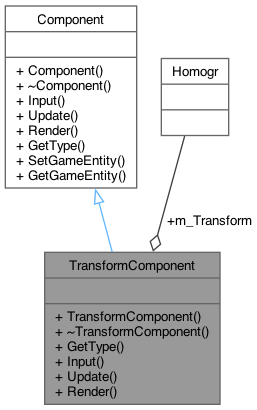 Component
+ Component()
+ ~Component()
+ Input()
+ Update()
+ Render()
+ GetType()
+ SetGameEntity()
+ GetGameEntity()
Homogr
+m_Transform
TransformComponent
+ TransformComponent()
+ ~TransformComponent()
+ GetType()
+ Input()
+ Update()
+ Render()